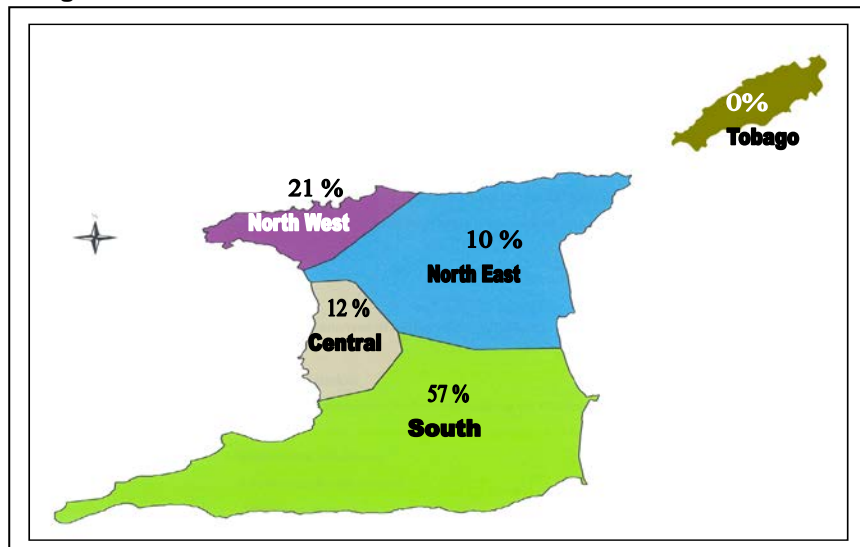 0%
Tobago
21 %
North West
10 %
North East
12 %
Central
57 %
South